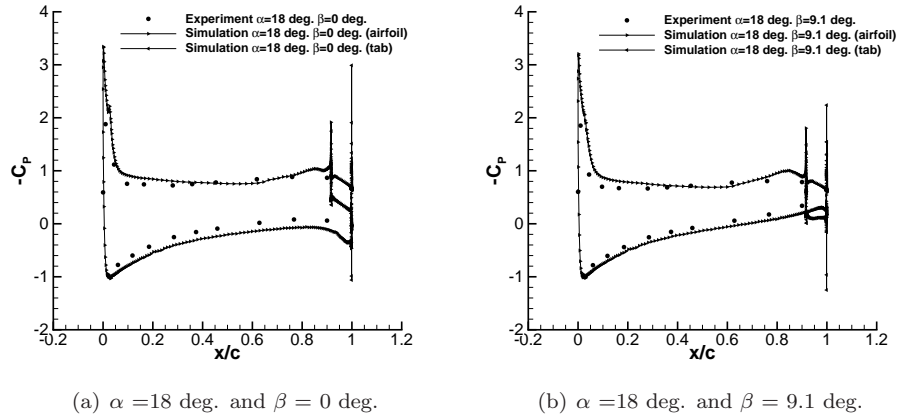 Experiment α=18 deg. β=0 deg.
Simulation α=18 deg. β=0 deg (airfoil)
Simulation α=18 deg. β=0 deg (tab)
4
3
2
1
0
-1
-2
-C_P
-0.2 0 0.2 0.4 0.6 0.8 1 1.2
x/c
(a) α =18 deg. and β = 0 deg.
Experiment α=18 deg. β=9.1 deg.
Simulation α=18 deg. β=9.1 deg. (airfoil)
Simulation α=18 deg. β=9.1 deg. (tab)
4
3
2
1
0
-1
-2
-C_P
-0.2 0 0.2 0.4 0.6 0.8 1 1.2
x/c
(b) α =18 deg. and β = 9.1 deg.